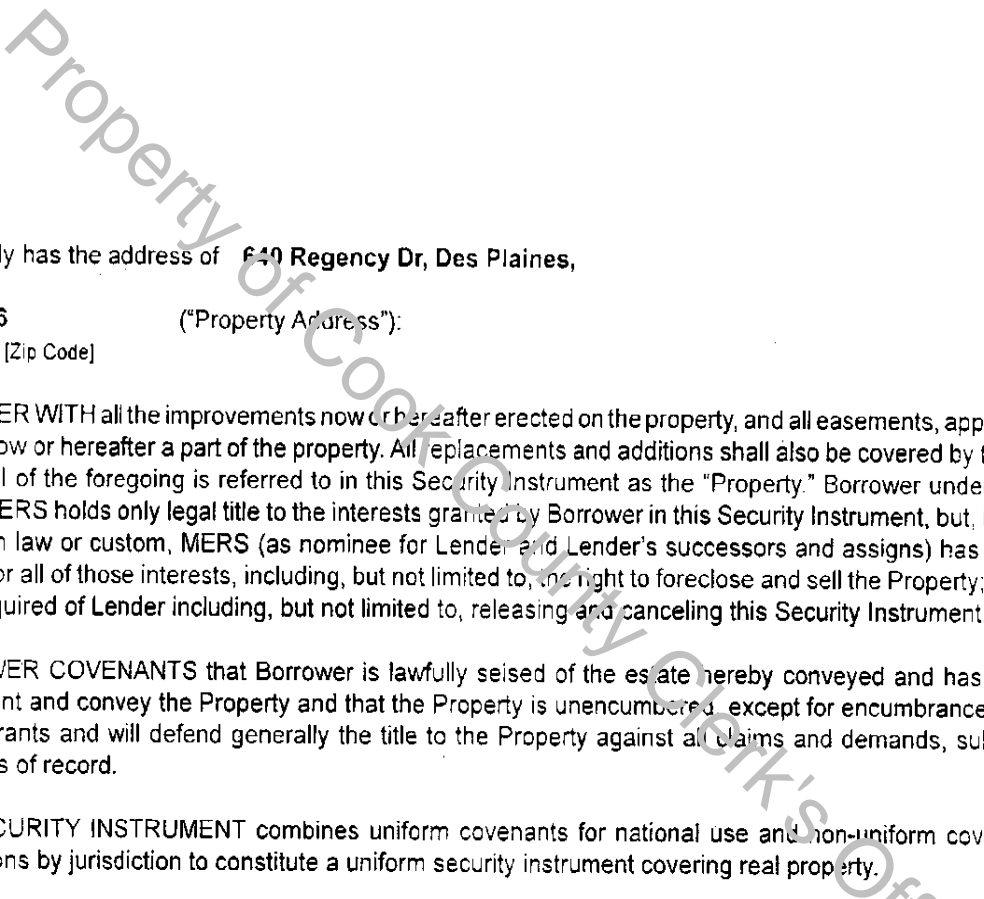 ly has the address of 640 Regency Dr, Des Plaines,
6 ("Property Address"):
[Zip Code]
ER WITH all the improvements now or hereafter erected on the property, and all easements, app
ow or hereafter a part of the property. All replacements and additions shall also be covered by t
l of the foregoing is referred to in this Security Instrument as the "Property." Borrower unde
ERS holds only legal title to the interests granted by Borrower in this Security Instrument, but,
n law or custom, MERS (as nominee for Lender and Lender's successors and assigns) has
or all of those interests, including, but not limited to, the right to foreclose and sell the Property;
quired of Lender including, but not limited to, releasing and canceling this Security Instrument
VER COVENANTS that Borrower is lawfully seised of the estate hereby conveyed and has
nt and convey the Property and that the Property is unencumbered, except for encumbrance
rants and will defend generally the title to the Property against all claims and demands, su
s of record.
CURITY INSTRUMENT combines uniform covenants for national use and non-uniform cov
ons by jurisdiction to constitute a uniform security instrument covering real property.
Property of Cook County Clerk's Off